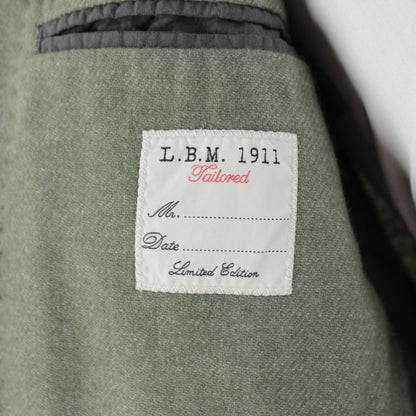 L.B.M. 1911
Tailored
Mr. ........................
Date ........................
Limited Edition